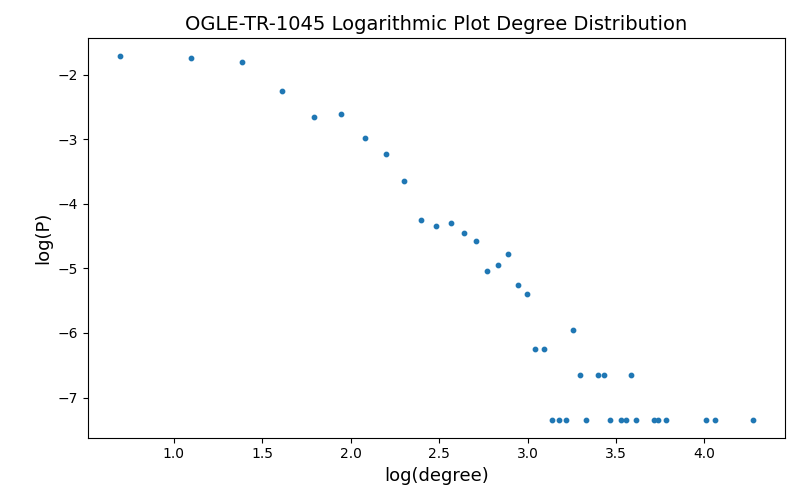 OGLE-TR-1045 Logarithmic Plot Degree Distribution
−2
−3
−4
−5
−6
−7
log(P)
1.0 1.5 2.0 2.5 3.0 3.5 4.0
log(degree)